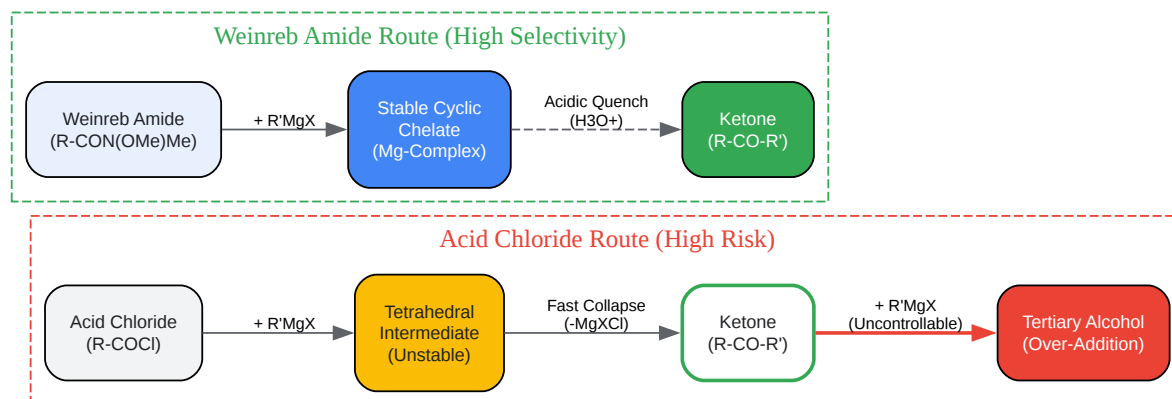 Weinreb Amide Route (High Selectivity)
Weinreb Amide
(R-CON(OMe)Me)
+ R'MgX
Stable Cyclic
Chelate
(Mg-Complex)
Acidic Quench
(H3O+)
Ketone
(R-CO-R')
Acid Chloride Route (High Risk)
Acid Chloride
(R-COCl)
+ R'MgX
Tetrahedral
Intermediate
(Unstable)
Fast Collapse
(-MgXCl)
Ketone
(R-CO-R')
+ R'MgX
(Uncontrollable)
Tertiary Alcohol
(Over-Addition)